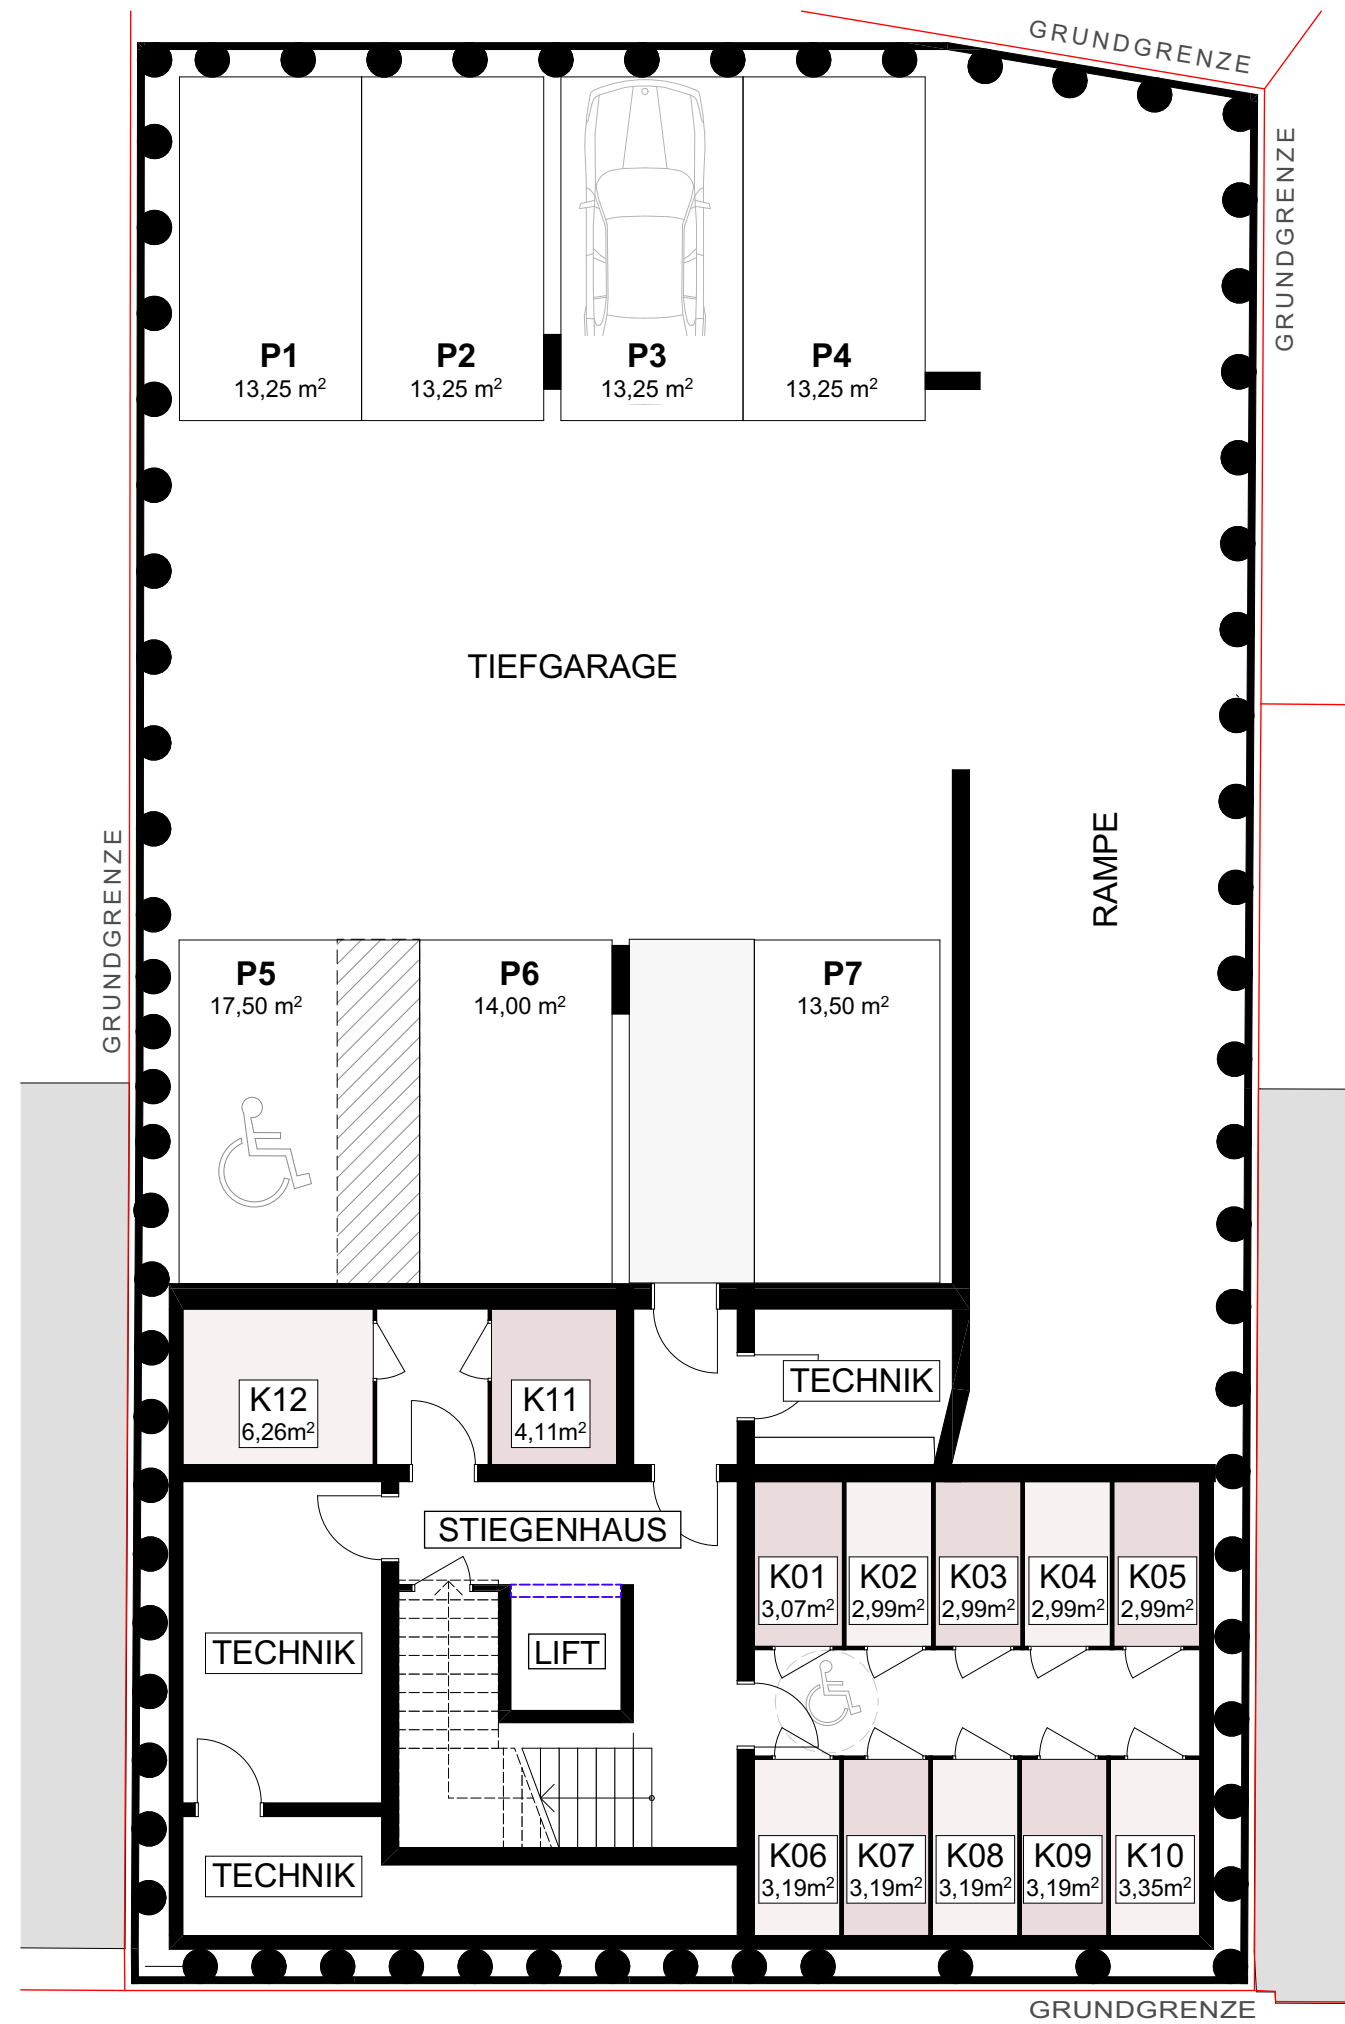 GRUNDGRENZE
GRUNDGRENZE
P1
13,25 m²
P2
13,25 m²
P3
13,25 m²
P4
13,25 m²
TIEFGARAGE
RAMPE
GRUNDGRENZE
P5
17,50 m²
P6
14,00 m²
P7
13,50 m²
TECHNIK
K12
6,26m²
K11
4,11m²
STIEGENHAUS
K01
3,07m²
K02
2,99m²
K03
2,99m²
K04
2,99m²
K05
2,99m²
TECHNIK
LIFT
TECHNIK
K06
3,19m²
K07
3,19m²
K08
3,19m²
K09
3,19m²
K10
3,35m²
GRUNDGRENZE